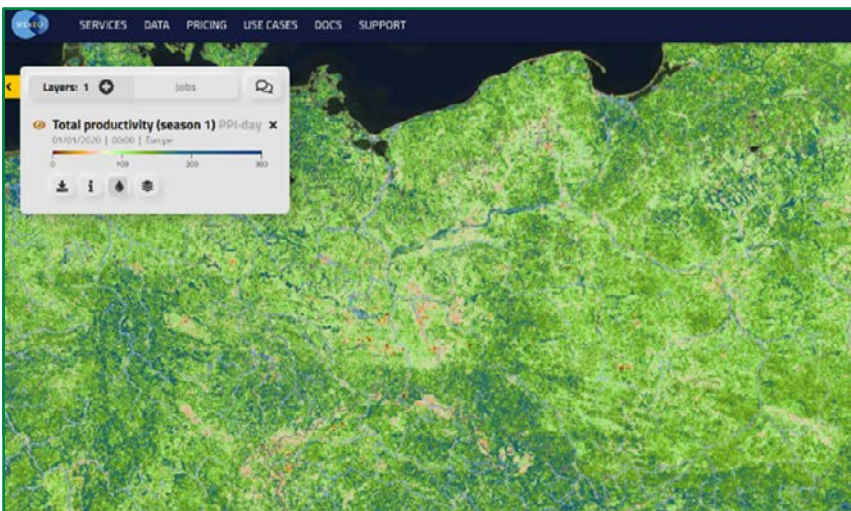 WEkEO SERVICES DATA PRICING USE CASES DOCS SUPPORT
Layers: 1 Jobs
Total productivity (season 1) PPI-day
01/01/2020 | 00:00 | Europe
0 100 200 300